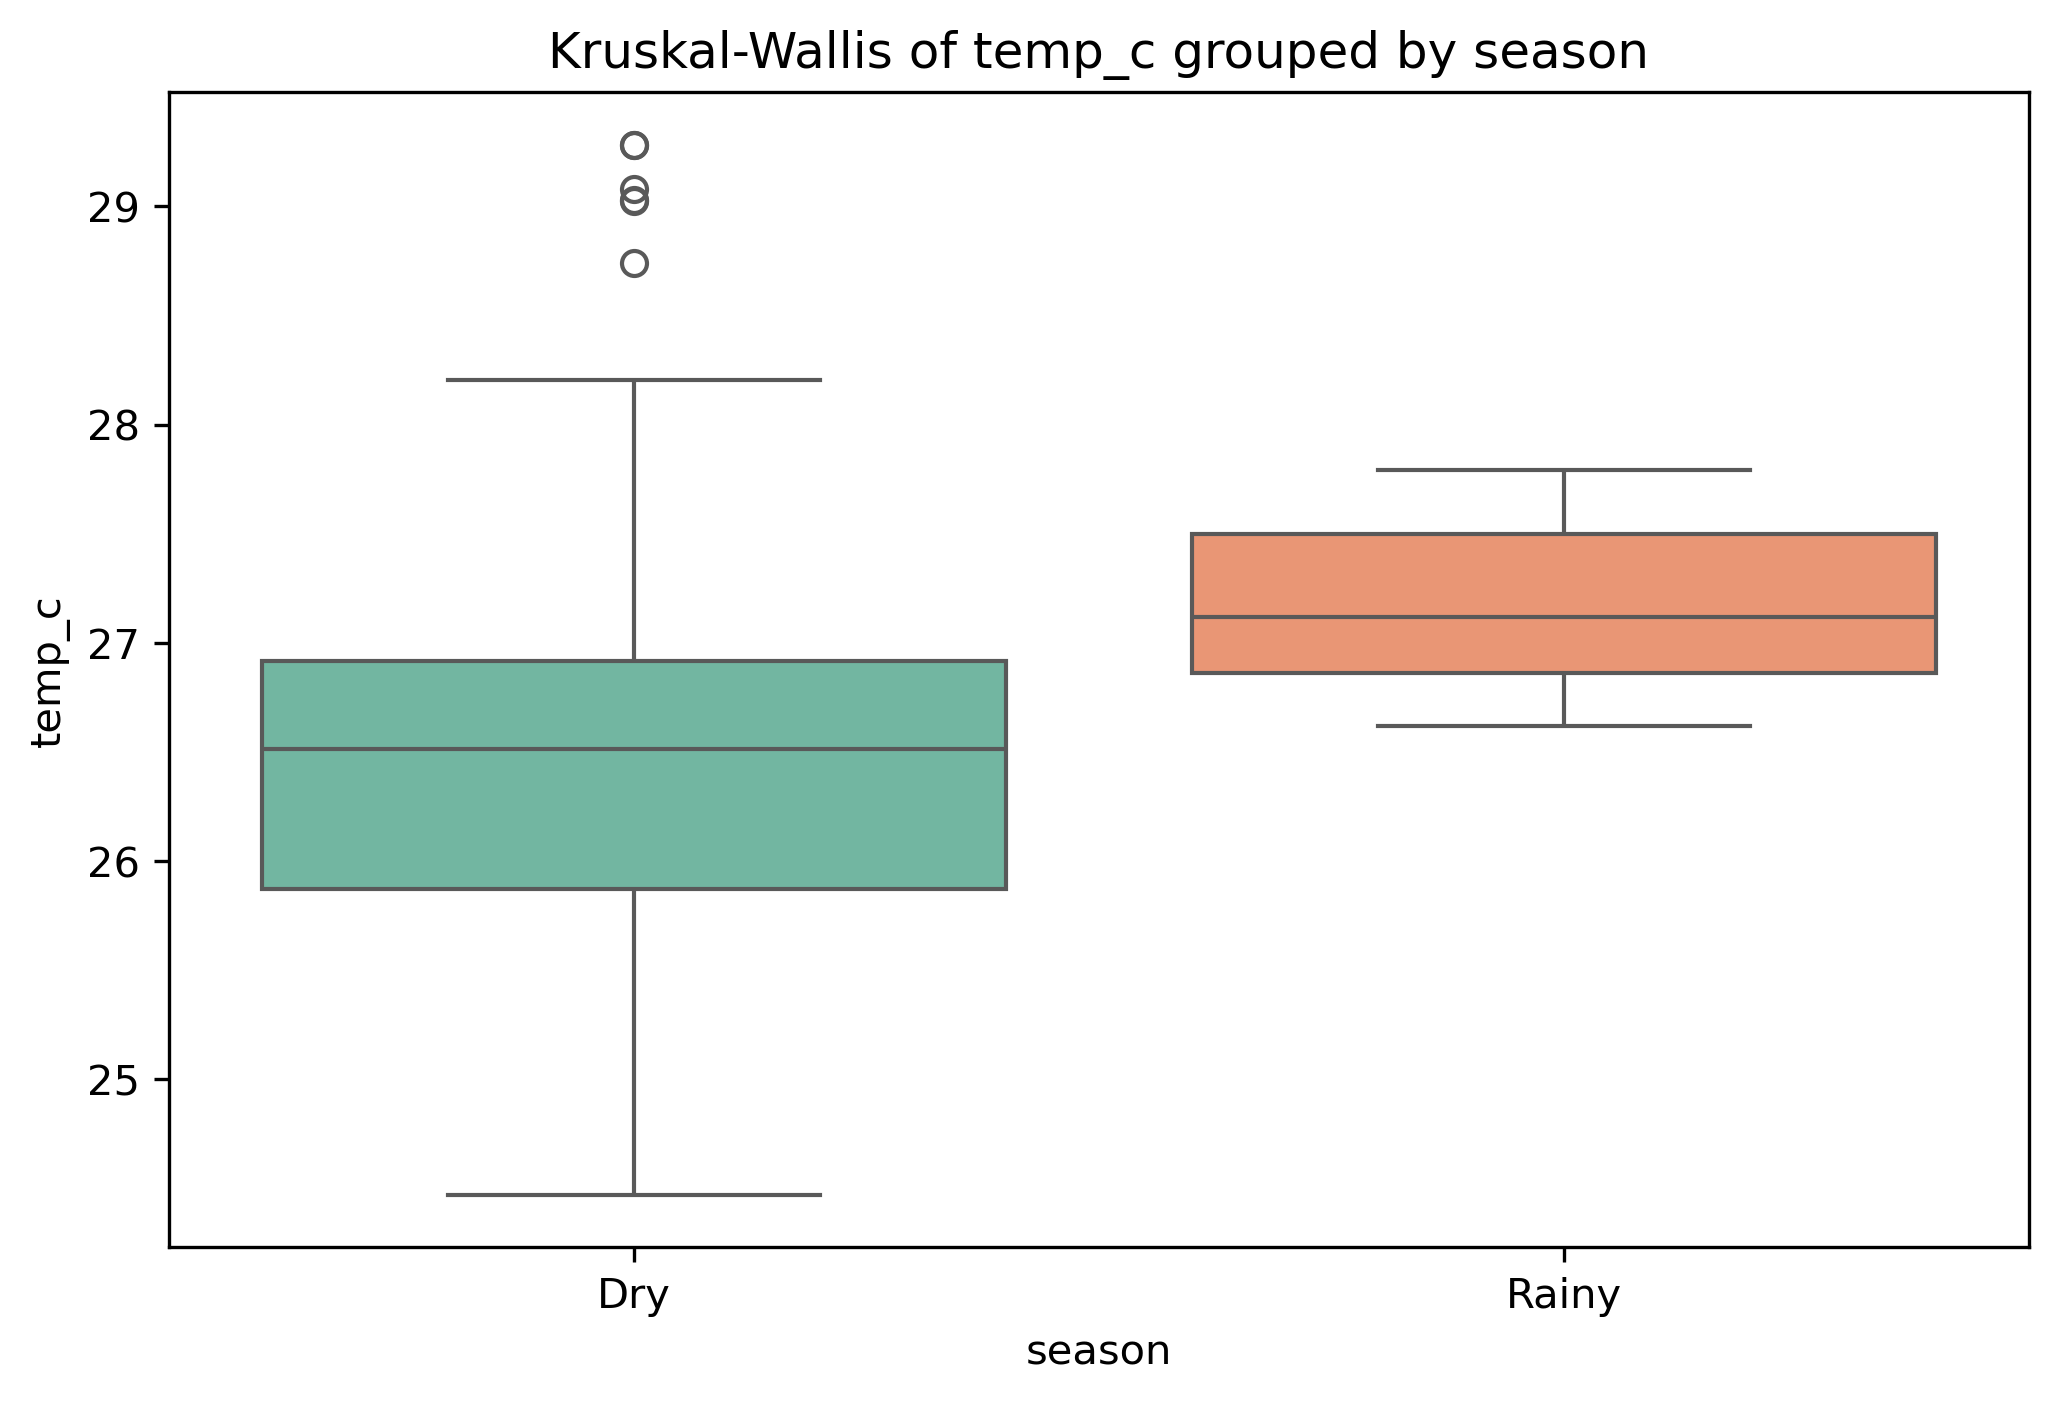 Kruskal-Wallis of temp_c grouped by season
temp_c
29
28
27
26
25
Dry
Rainy
season